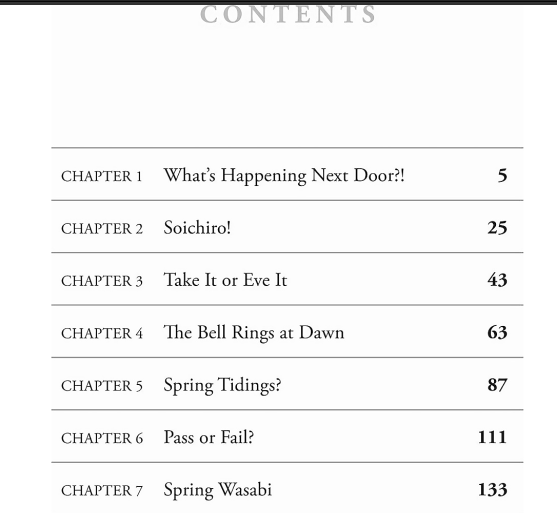 CONTENTS
CHAPTER 1 What's Happening Next Door?! 5
CHAPTER 2 Soichiro! 25
CHAPTER 3 Take It or Eve It 43
CHAPTER 4 The Bell Rings at Dawn 63
CHAPTER 5 Spring Tidings? 87
CHAPTER 6 Pass or Fail? 111
CHAPTER 7 Spring Wasabi 133